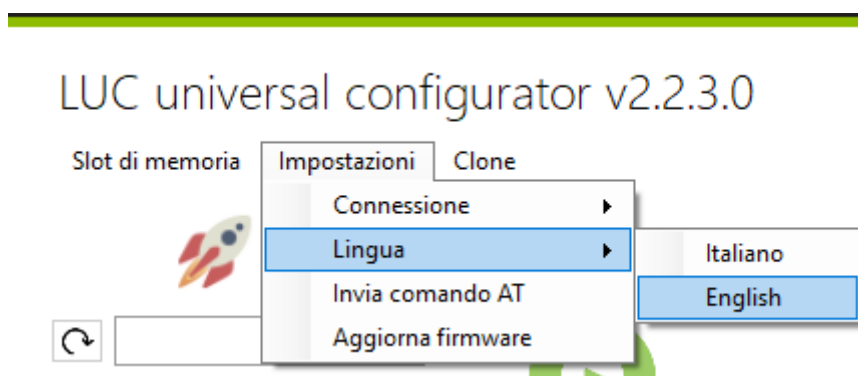 LUC universal configurator v2.2.3.0
Slot di memoria Impostazioni Clone
Connessione
Lingua Italiano
Invia comando AT English
Aggiorna firmware